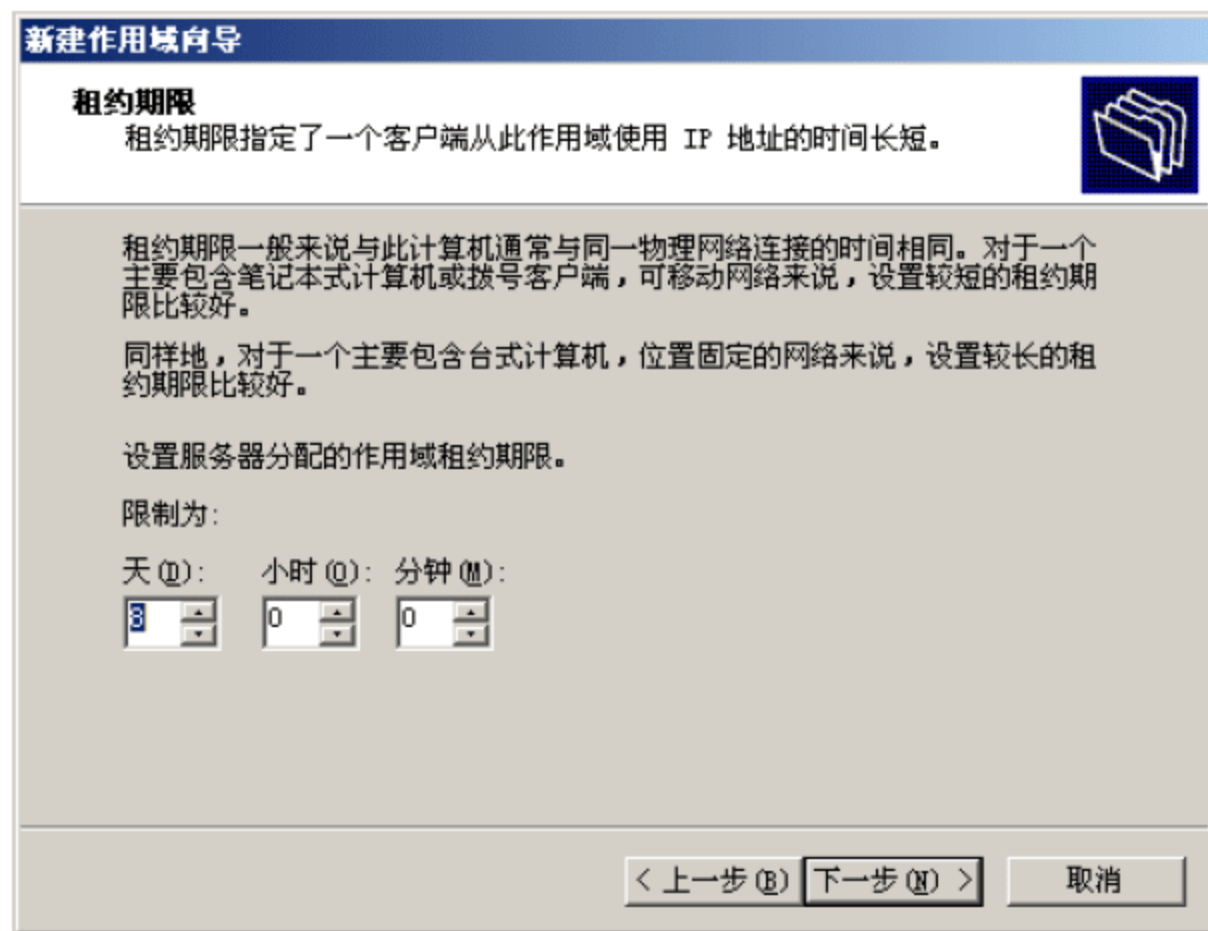 新建作用域向导
租约期限
租约期限指定了一个客户端从此作用域使用 IP 地址的时间长短。
租约期限一般来说与此计算机通常与同一物理网络连接的时间相同。对于一个
主要包含笔记本式计算机或拨号客户端，可移动网络来说，设置较短的租约期
限比较好。
同样地，对于一个主要包含台式计算机，位置固定的网络来说，设置较长的租
约期限比较好。
设置服务器分配的作用域租约期限。
限制为:
天(D): 小时(O): 分钟(M):
8 0 0
< 上一步(B) 下一步(N) > 取消